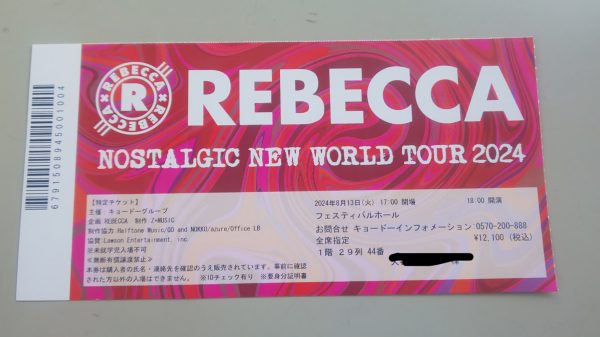 REBECCA×REBECCA×
R
REBECCA
NOSTALGIC NEW WORLD TOUR 2024
6791508945001004
【特定チケット】
主催 キョードーグループ
制作 Z×MUSIC
制作協力 Halftone Music/GO and NOKKO/azure/Office LB
協賛 Lawson Entertainment, inc
※未就学児入場不可
<無断有償譲渡禁止>
本券は購入者の氏名・連絡先を確認のうえ販売されています。事前に確認
された方以外の入場はできません。 ※IDチェック有り ※要身分証明書
2024年8月13日(火) 17:00 開場 18:00 開演
フェスティバルホール
お問合せ キョードーインフォメーション:0570-200-888
全席指定 ¥12,100 (税込)
1階 29列 44番